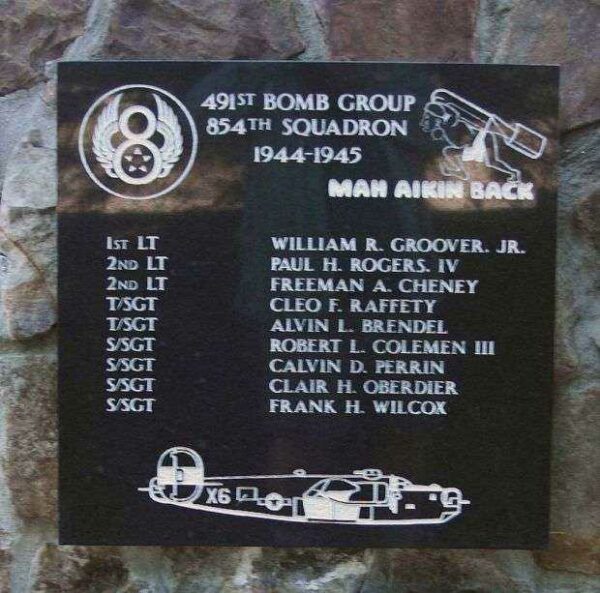 8
491ST BOMB GROUP
854TH SQUADRON
1944-1945
MAH AIKIN BACK
1ST LT WILLIAM R. GROOVER. JR.
2ND LT PAUL H. ROGERS. IV
2ND LT FREEMAN A. CHENEY
T/SGT CLEO F. RAFFETY
T/SGT ALVIN L. BRENDEL
S/SGT ROBERT L. COLEMEN III
S/SGT CALVIN D. PERRIN
S/SGT CLAIR H. OBERDIER
S/SGT FRANK H. WILCOX
X6